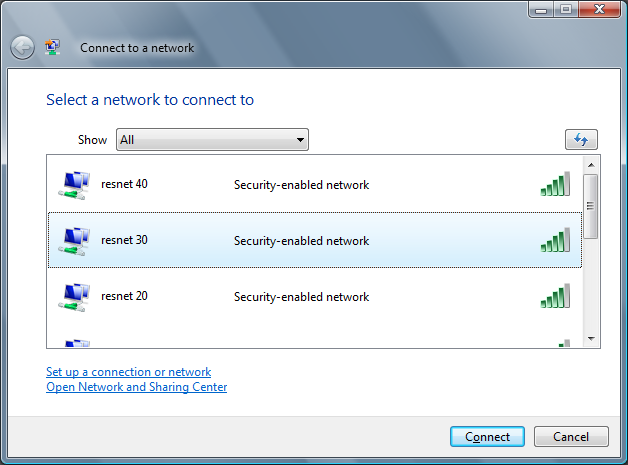 Connect to a network
Select a network to connect to
Show All
resnet 40 Security-enabled network
resnet 30 Security-enabled network
resnet 20 Security-enabled network
Set up a connection or network
Open Network and Sharing Center
Connect Cancel